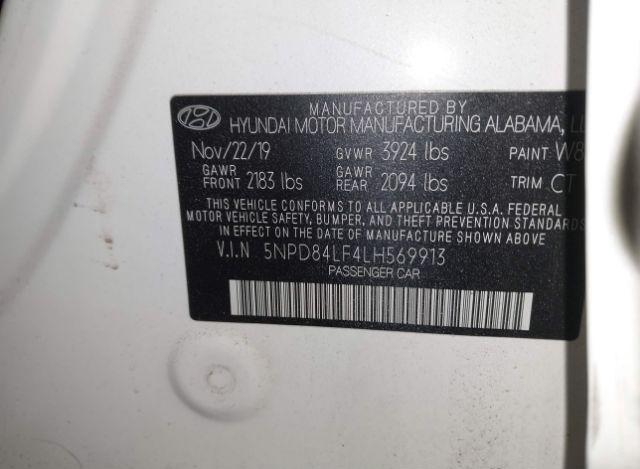 MANUFACTURED BY
HYUNDAI MOTOR MANUFACTURING ALABAMA,
Nov/22/19 GVWR 3924 lbs PAINT W8
GAWR FRONT 2183 lbs GAWR REAR 2094 lbs TRIM CT
THIS VEHICLE CONFORMS TO ALL APPLICABLE U.S.A. FEDERAL
MOTOR VEHICLE SAFETY, BUMPER, AND THEFT PREVENTION STANDARDS
IN EFFECT ON THE DATE OF MANUFACTURE SHOWN ABOVE
V.I.N 5NPD84LF4LH569913
PASSENGER CAR